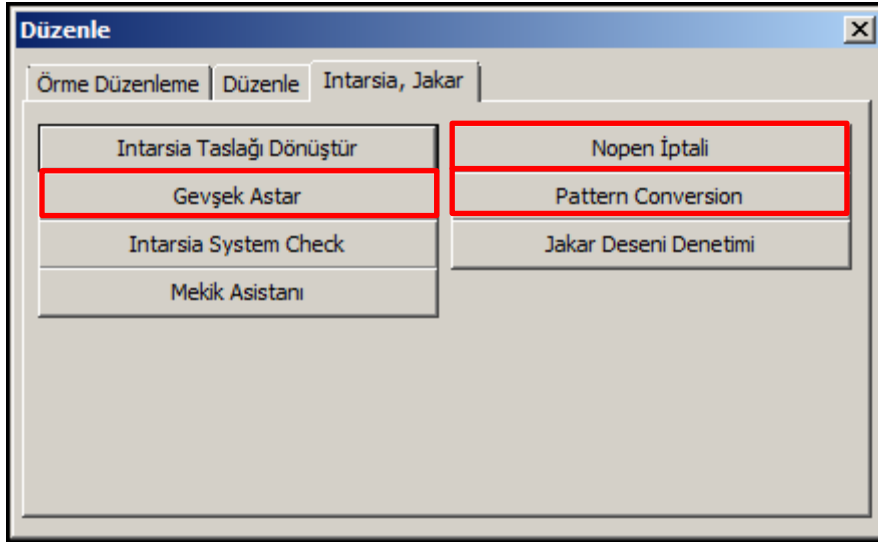 Düzenle
Örme Düzenleme
Düzenle
Intarsia, Jakar
Intarsia Taslağı Dönüştür
Nopen İptali
Gevşek Astar
Pattern Conversion
Intarsia System Check
Jakar Deseni Denetimi
Mekik Asistanı